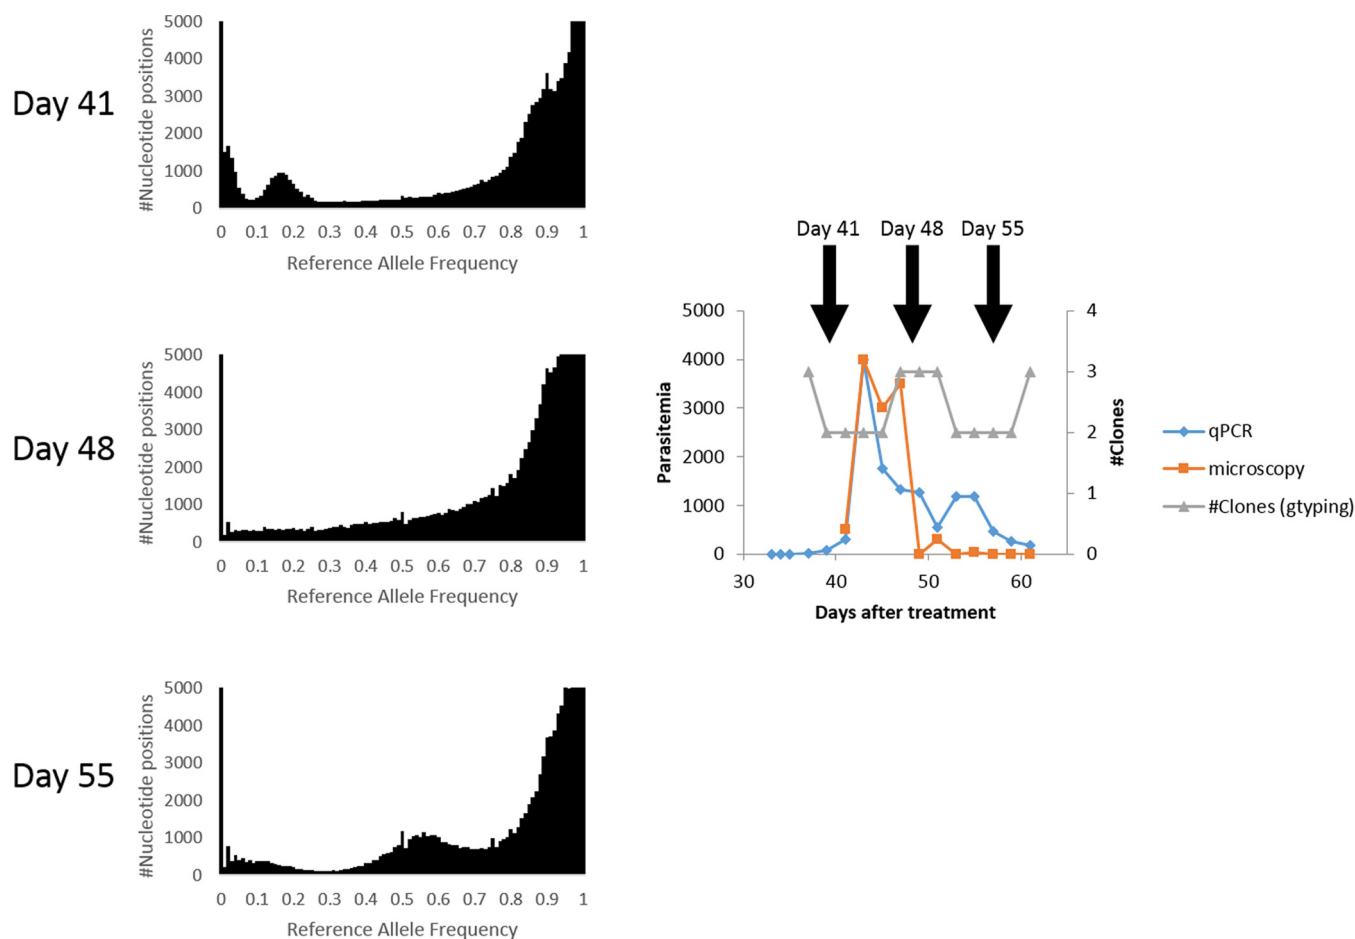 Day 41
#Nucleotide positions
5000
4000
3000
2000
1000
0
0 0.1 0.2 0.3 0.4 0.5 0.6 0.7 0.8 0.9 1
Reference Allele Frequency
Day 48
#Nucleotide positions
5000
4000
3000
2000
1000
0
0 0.1 0.2 0.3 0.4 0.5 0.6 0.7 0.8 0.9 1
Reference Allele Frequency
Day 55
#Nucleotide positions
5000
4000
3000
2000
1000
0
0 0.1 0.2 0.3 0.4 0.5 0.6 0.7 0.8 0.9 1
Reference Allele Frequency
Day 41 Day 48 Day 55
Parasitemia
5000
4000
3000
2000
1000
0
30 40 50 60
Days after treatment
4
3
2
1
0
#Clones
qPCR
microscopy
#Clones (gtyping)